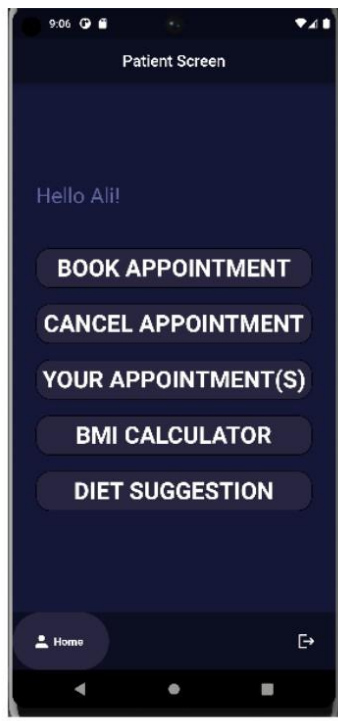 9:06
Patient Screen
Hello Ali!
BOOK APPOINTMENT
CANCEL APPOINTMENT
YOUR APPOINTMENT(S)
BMI CALCULATOR
DIET SUGGESTION
Home